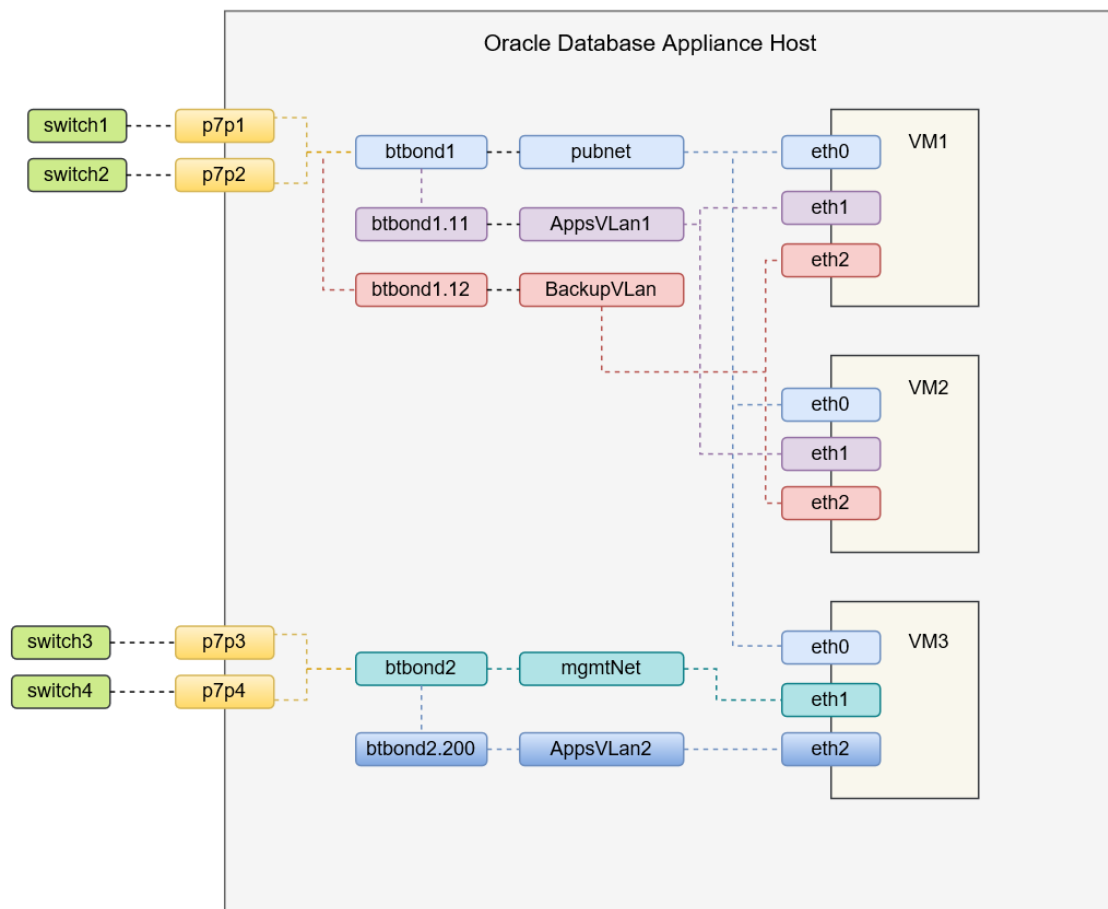 Oracle Database Appliance Host
switch1
p7p1
switch2
p7p2
btbond1
pubnet
eth0
VM1
btbond1.11
AppsVLan1
eth1
btbond1.12
BackupVLan
eth2
eth0
VM2
eth1
eth2
switch3
p7p3
switch4
p7p4
btbond2
mgmtNet
eth0
VM3
eth1
btbond2.200
AppsVLan2
eth2